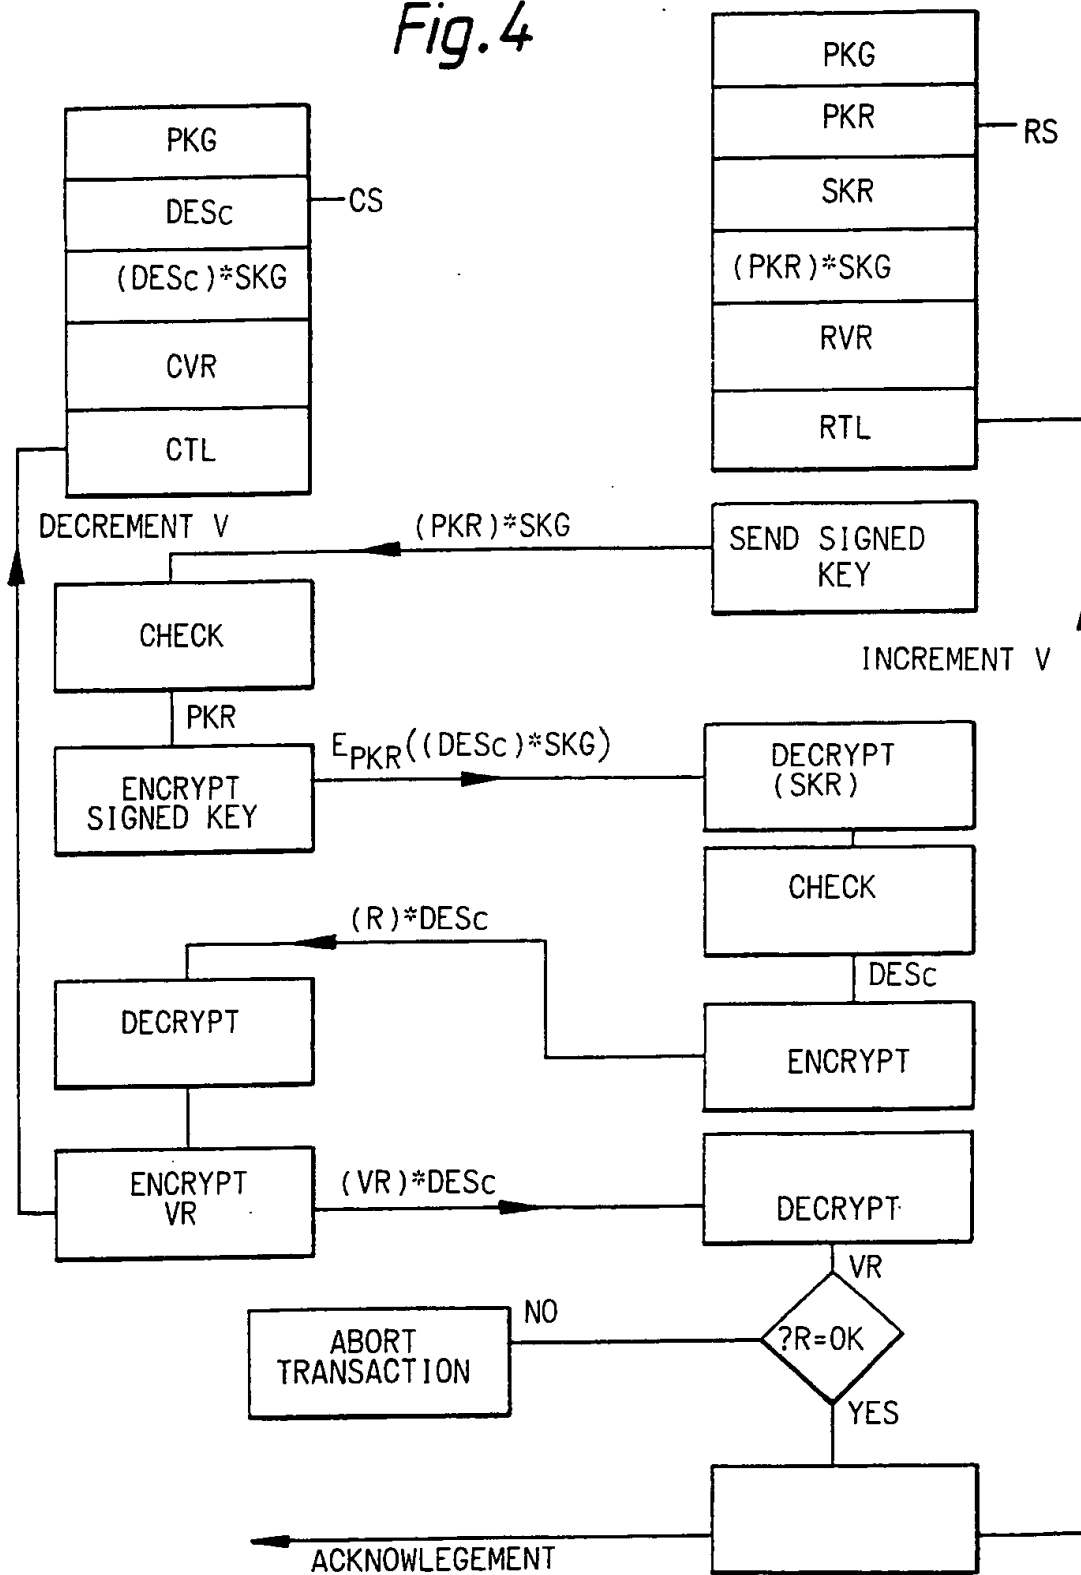 Fig. 4
PKG
PKR
RS
SKR
(PKR)*SKG
RVR
RTL
PKG
DESc
CS
(DESc)*SKG
CVR
CTL
DECREMENT V
(PKR)*SKG
SEND SIGNED
KEY
CHECK
INCREMENT V
PKR
ENCRYPT
SIGNED KEY
EPKR((DESc)*SKG)
DECRYPT
(SKR)
CHECK
DESc
(R)*DESc
DECRYPT
ENCRYPT
ENCRYPT
VR
(VR)*DESc
DECRYPT
VR
?R=OK
NO
ABORT
TRANSACTION
YES
ACKNOWLEGEMENT